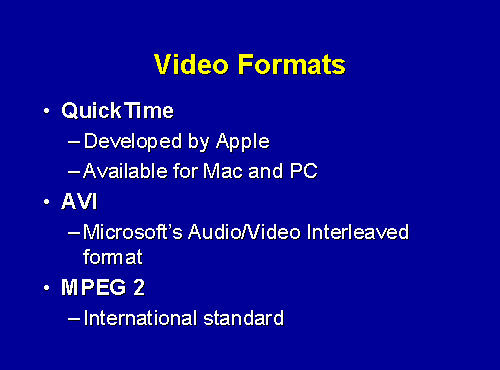 Video Formats
• QuickTime
– Developed by Apple
– Available for Mac and PC
• AVI
– Microsoft's Audio/Video Interleaved
format
• MPEG 2
– International standard